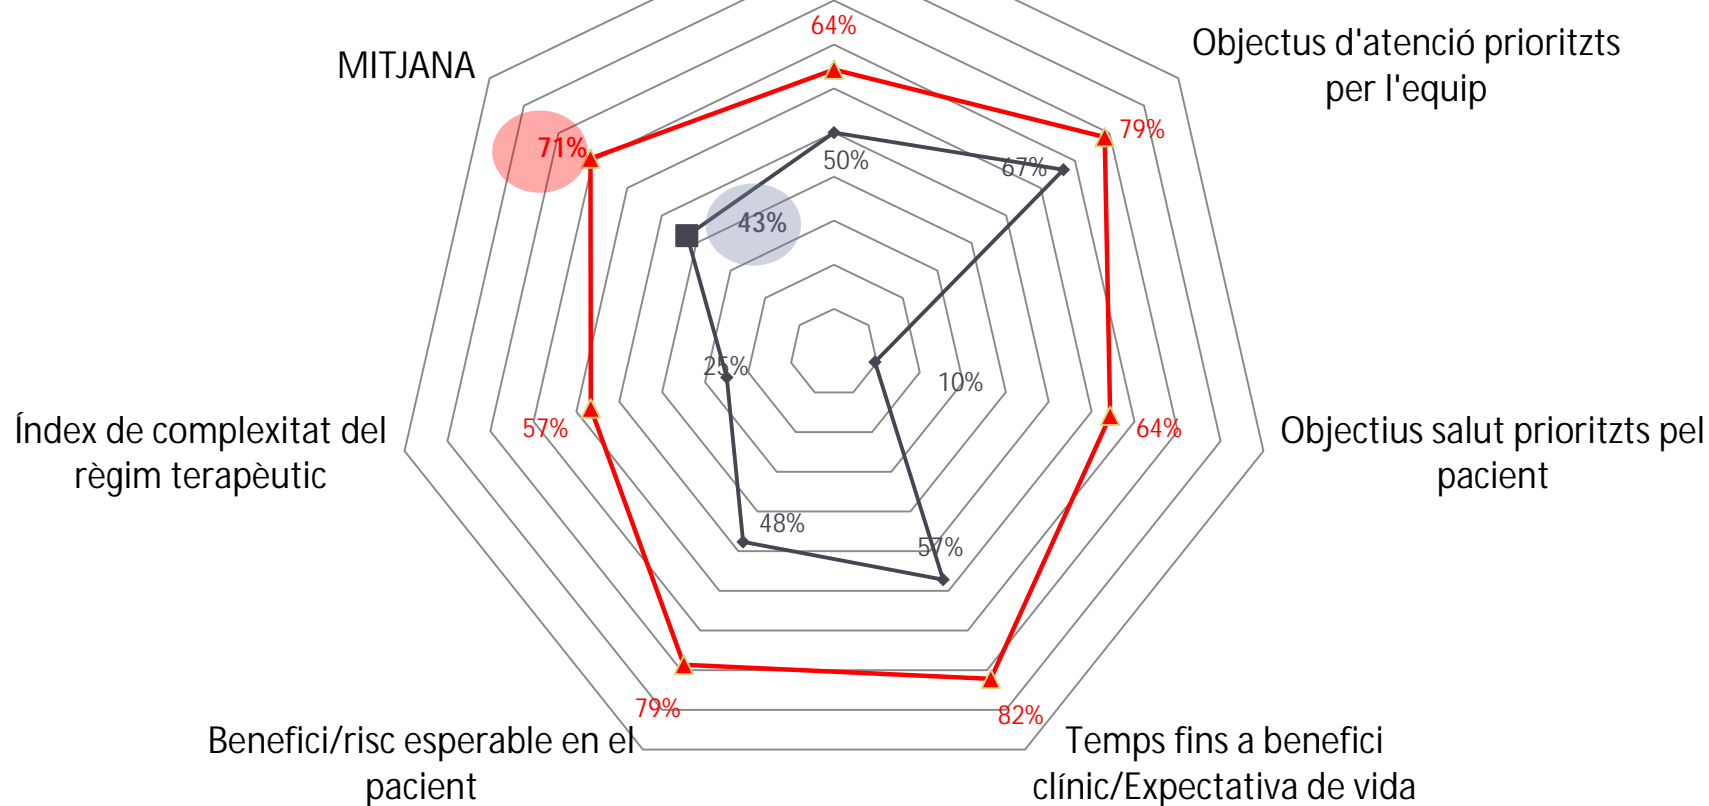 64%
Objectus d'atenció prioritzts
per l'equip
MITJANA
79%
71%
50%
67%
43%
25%
10%
Índex de complexitat del
règim terapèutic
57%
64%
Objectius salut prioritzts pel
pacient
48%
57%
79%
82%
Benefici/risc esperable en el
pacient
Temps fins a benefici
clínic/Expectativa de vida